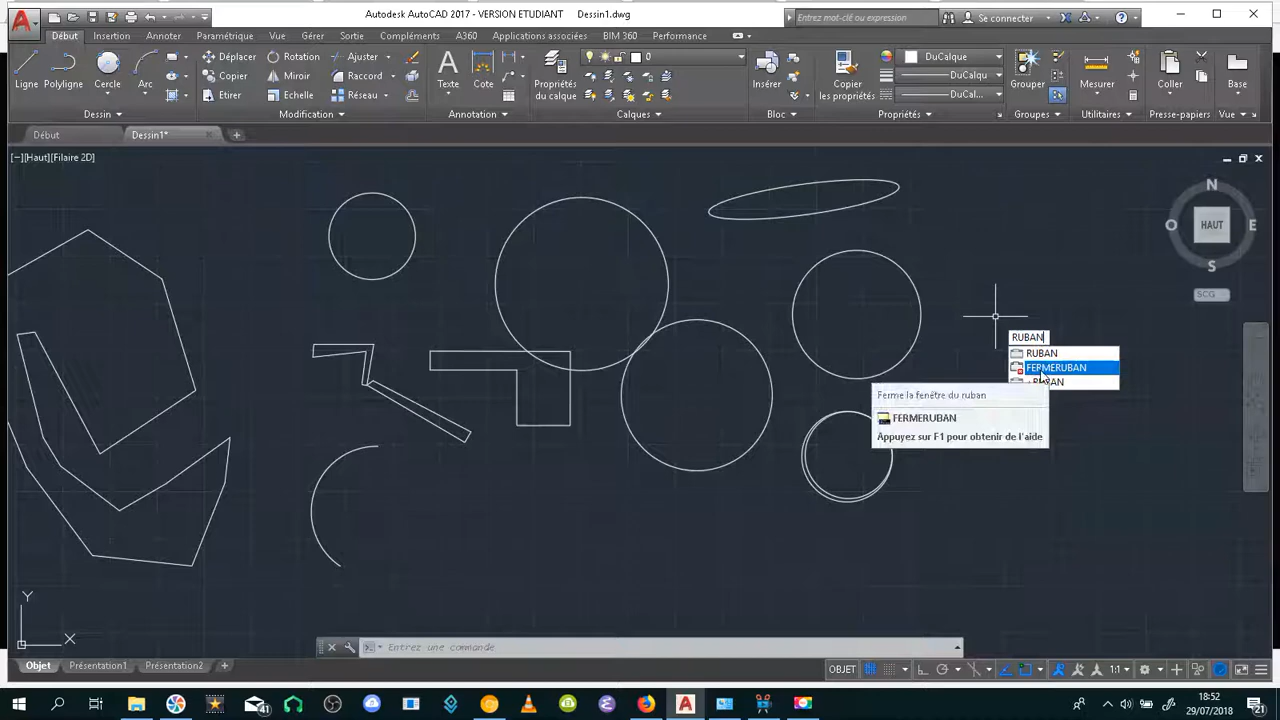 Autodesk AutoCAD 2017 - VERSION ETUDIANT Dessin1.dwg
Entrez mot-clé ou expression
Se connecter
Début Insertion Annoter Paramétrique Vue Gérer Sortie Compléments A360 Applications associées BIM 360 Performance
Ligne Polyligne Cercle Arc
Déplacer Rotation Ajuster
Copier Miroir Raccord
Etirer Echelle Réseau
Texte Cote
Propriétés du calque
0
Insérer
Copier les propriétés
DuCalque
DuCalqu
DuCal...
Grouper
Mesurer
Coller
Base
Dessin Modification Annotation Calques Bloc Propriétés Groupes Utilitaires Presse-papiers Vue
Début Dessin1* +
[−][Haut][Filaire 2D]
N
O HAUT E
S
SCG
RUBAN
RUBAN
FERMERUBAN
Ferme la fenêtre du ruban
FERMERUBAN
Appuyez sur F1 pour obtenir de l'aide
Y
X
Entrez une commande
Objet Présentation1 Présentation2 +
OBJET
1:1
41
18:52
29/07/2018
21